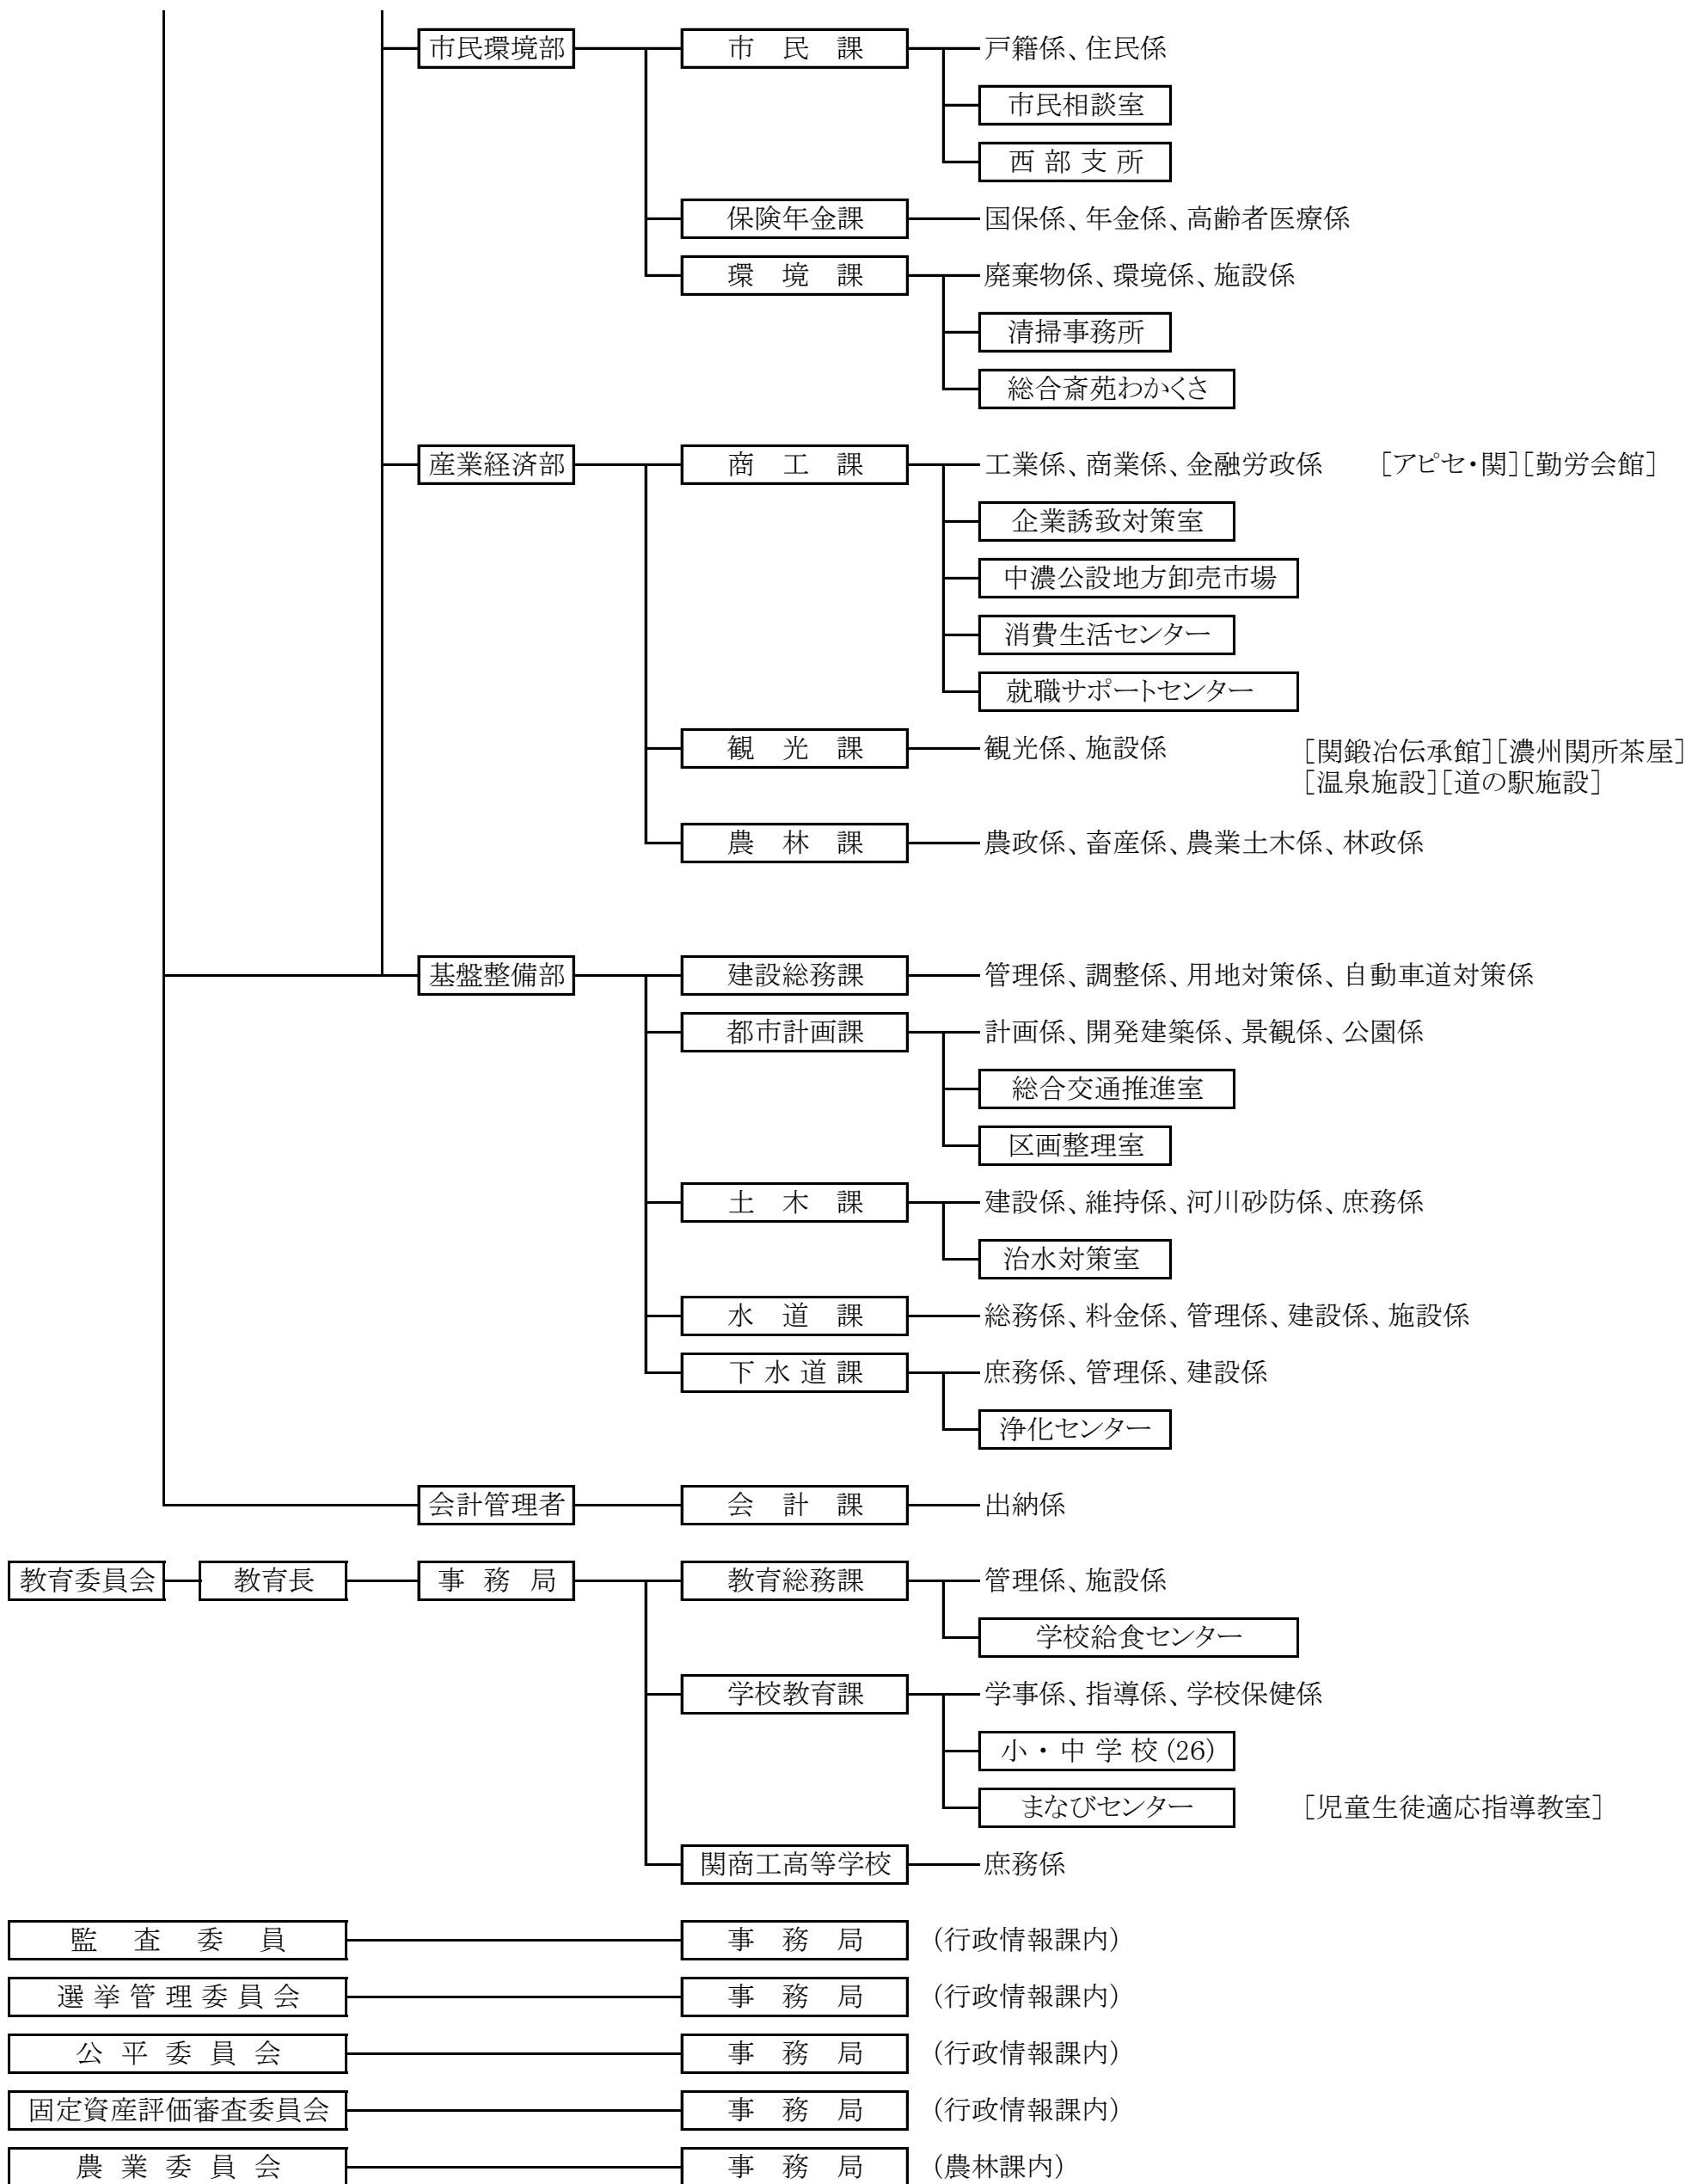 市民環境部 市民課 戸籍係、住民係
市民相談室
西部支所
保険年金課 国保係、年金係、高齢者医療係
環境課 廃棄物係、環境係、施設係
清掃事務所
総合斎苑わかくさ
産業経済部 商工課 工業係、商業係、金融労政係 [アピセ・関][勤労会館]
企業誘致対策室
中濃公設地方卸売市場
消費生活センター
就職サポートセンター
観光課 観光係、施設係 [関鍛冶伝承館][濃州関所茶屋]
[温泉施設][道の駅施設]
農林課 農政係、畜産係、農業土木係、林政係
基盤整備部 建設総務課 管理係、調整係、用地対策係、自動車道対策係
都市計画課 計画係、開発建築係、景観係、公園係
総合交通推進室
区画整理室
土木課 建設係、維持係、河川砂防係、庶務係
治水対策室
水道課 総務係、料金係、管理係、建設係、施設係
下水道課 庶務係、管理係、建設係
浄化センター
会計管理者 会計課 出納係
教育委員会 教育長 事務局 教育総務課 管理係、施設係
学校給食センター
学校教育課 学事係、指導係、学校保健係
小・中学校(26)
まなびセンター [児童生徒適応指導教室]
関商工高等学校 庶務係
監査委員 事務局 (行政情報課内)
選挙管理委員会 事務局 (行政情報課内)
公平委員会 事務局 (行政情報課内)
固定資産評価審査委員会 事務局 (行政情報課内)
農業委員会 事務局 (農林課内)